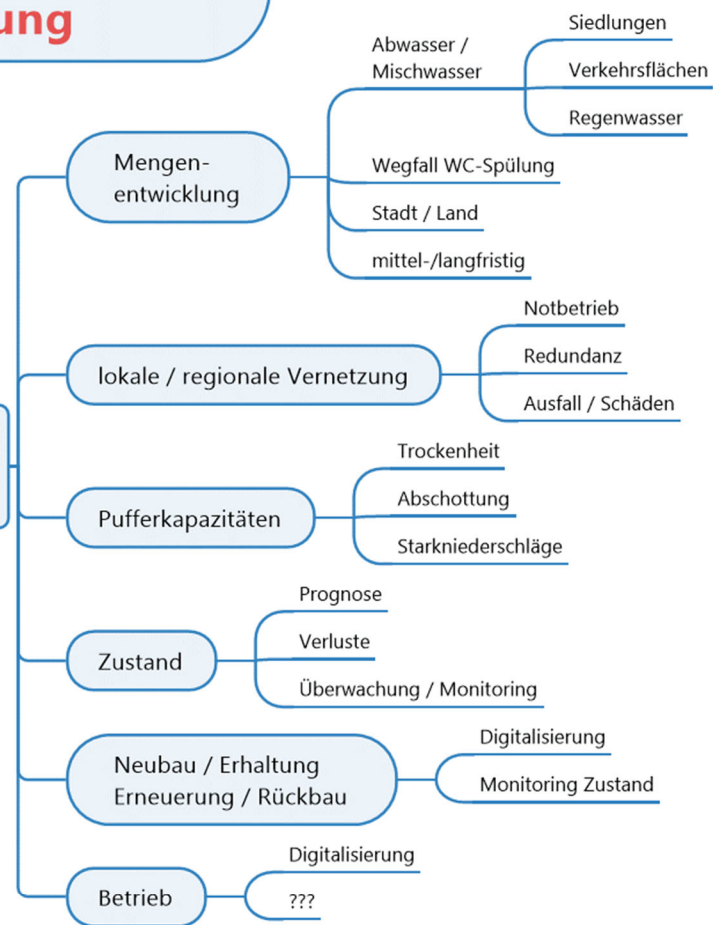 ung
Mengen-
entwicklung
Abwasser /
Mischwasser
Siedlungen
Verkehrsflächen
Regenwasser
Wegfall WC-Spülung
Stadt / Land
mittel-/langfristig
lokale / regionale Vernetzung
Notbetrieb
Redundanz
Ausfall / Schäden
Pufferkapazitäten
Trockenheit
Abschottung
Starkniederschläge
Zustand
Prognose
Verluste
Überwachung / Monitoring
Neubau / Erhaltung
Erneuerung / Rückbau
Digitalisierung
Monitoring Zustand
Betrieb
Digitalisierung
???